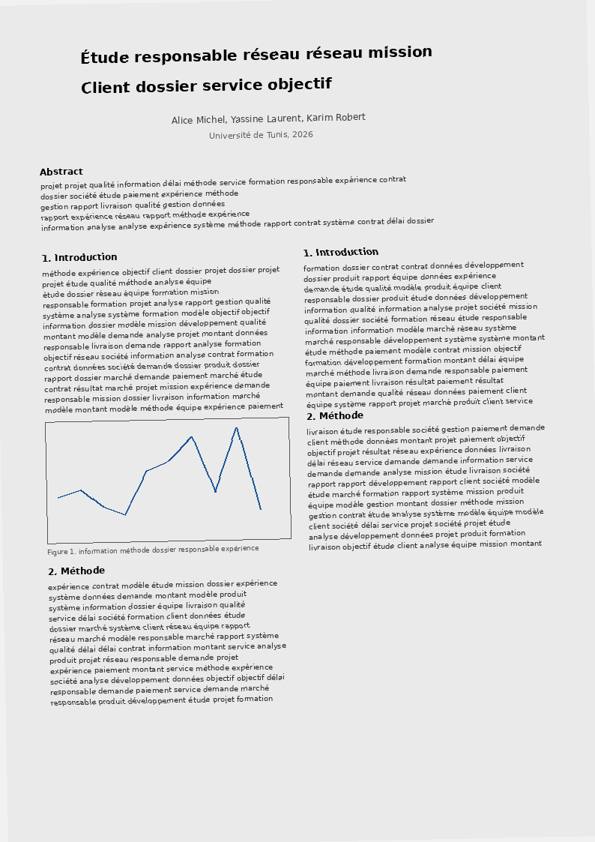 Étude responsable réseau réseau mission
Client dossier service objectif
Alice Michel, Yassine Laurent, Karim Robert
Université de Tunis, 2026
Abstract
projet projet qualité information délai méthode service formation responsable expérience contrat
dossier société étude paiement expérience méthode
gestion rapport livraison qualité gestion données
rapport expérience réseau rapport méthode expérience
information analyse analyse expérience système méthode rapport contrat système contrat délai dossier
1. Introduction
méthode expérience objectif client dossier projet dossier projet
projet étude qualité méthode analyse équipe
étude dossier réseau équipe formation mission
responsable formation projet analyse rapport gestion qualité
système analyse système formation modèle objectif objectif
information dossier modèle mission développement qualité
montant modèle demande analyse projet montant données
responsable livraison demande rapport analyse formation
objectif réseau société information analyse contrat formation
contrat données société demande dossier produit dossier
rapport dossier marché demande paiement marché étude
contrat résultat marché projet mission expérience demande
responsable mission dossier livraison information marché
modèle montant modèle méthode équipe expérience paiement
Figure 1. information méthode dossier responsable expérience
2. Méthode
expérience contrat modèle étude mission dossier expérience
système données demande montant modèle produit
système information dossier équipe livraison qualité
service délai société formation client données étude
dossier marché système client réseau équipe rapport
réseau marché modèle responsable marché rapport système
qualité délai délai contrat information montant service analyse
produit projet réseau responsable demande projet
expérience paiement montant service méthode expérience
société analyse développement données objectif objectif délai
responsable demande paiement service demande marché
responsable produit développement étude projet formation
1. Introduction
formation dossier contrat contrat données développement
dossier produit rapport équipe données expérience
demande étude qualité modèle produit équipe client
responsable dossier produit étude données développement
information qualité information analyse projet société mission
qualité dossier société formation réseau étude responsable
information information modèle marché réseau système
marché responsable développement système système montant
étude méthode paiement modèle contrat mission objectif
formation développement formation délai équipe
marché méthode livraison responsable paiement
équipe paiement livraison résultat paiement résultat
montant demande qualité réseau données paiement client
équipe système rapport projet marché produit client service
2. Méthode
livraison étude responsable société gestion paiement demande
client méthode données montant projet paiement objectif
objectif projet résultat réseau expérience données livraison
délai réseau service demande demande information service
demande demande analyse mission étude livraison société
rapport rapport développement rapport client société modèle
étude marché formation rapport système mission produit
équipe modèle gestion montant dossier méthode mission
gestion contrat étude analyse système modèle équipe modèle
client société délai service projet société projet étude
analyse développement données projet produit formation
livraison objectif étude client analyse équipe mission montant